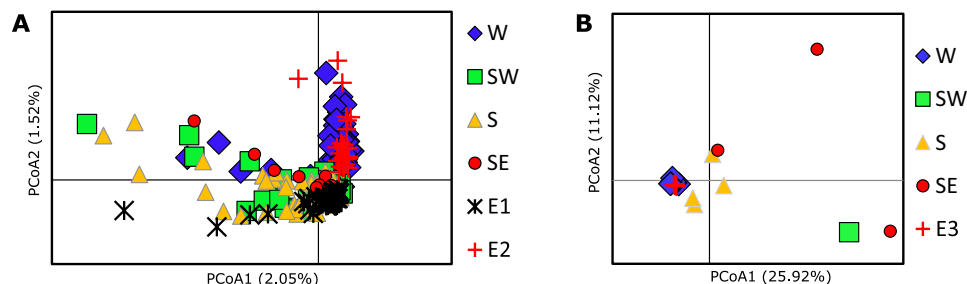 A
PCoA2 (1.52%)
PCoA1 (2.05%)
W
SW
S
SE
E1
E2
B
PCoA2 (11.12%)
PCoA1 (25.92%)
W
SW
S
SE
E3